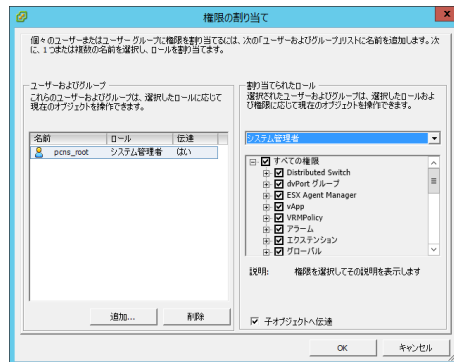 権限の割り当て
個々のユーザーまたはユーザー グループに権限を割り当てるには、次の「ユーザーおよびグループ」リストに名前を追加します。次
に、1つまたは複数の名前を選択し、ロールを割り当てます。
ユーザーおよびグループ
これらのユーザーおよびグループは、選択したロールに応じて
現在のオブジェクトを操作できます。
名前 ロール 伝達
pcns_root システム管理者 はい
追加... 削除
割り当てられたロール
選択されたユーザーおよびグループは、選択したロールおよ
び権限に応じて現在のオブジェクトを操作できます。
システム管理者
すべての権限
Distributed Switch
dvPort グループ
ESX Agent Manager
vApp
VRMPolicy
アラーム
エクステンション
グローバル
説明: 権限を選択してその説明を表示します
子オブジェクトへ伝達
OK キャンセル